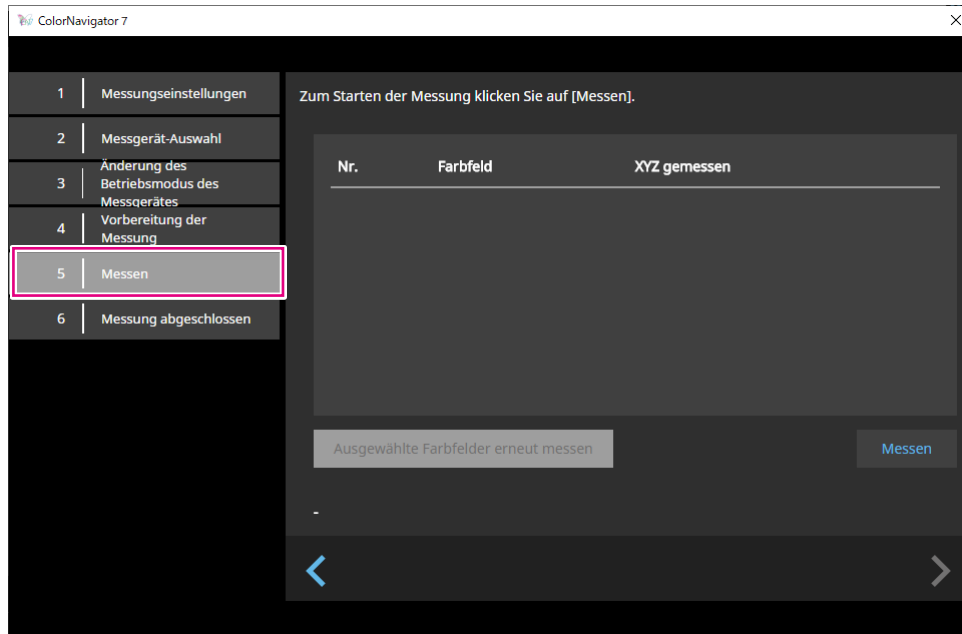 ColorNavigator 7
1 Messungseinstellungen
2 Messgerät-Auswahl
3 Änderung des
Betriebsmodus des
Messgerätes
4 Vorbereitung der
Messung
5 Messen
6 Messung abgeschlossen
Zum Starten der Messung klicken Sie auf [Messen].
Nr. Farbfeld XYZ gemessen
Ausgewählte Farbfelder erneut messen Messen
-